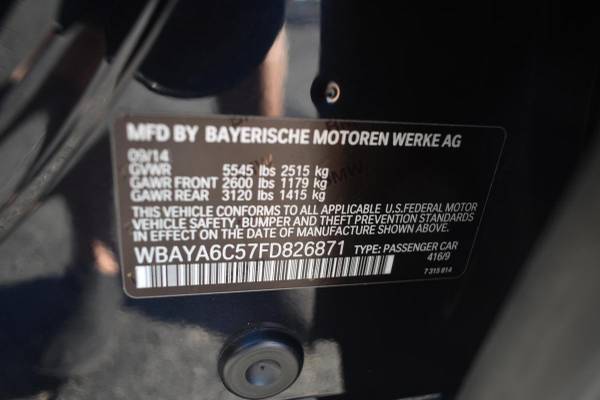 MFD BY BAYERISCHE MOTOREN WERKE AG
09/14
GVWR 5545 lbs 2515 kg
GAWR FRONT 2600 lbs 1179 kg
GAWR REAR 3120 lbs 1415 kg
THIS VEHICLE CONFORMS TO ALL APPLICABLE U.S.FEDERAL MOTOR
VEHICLE SAFETY, BUMPER AND THEFT PREVENTION STANDARDS
IN EFFECT ON THE DATE OF MANUFACTURE SHOWN ABOVE.
WBAYA6C57FD826871 TYPE: PASSENGER CAR
416/9
7 315 814